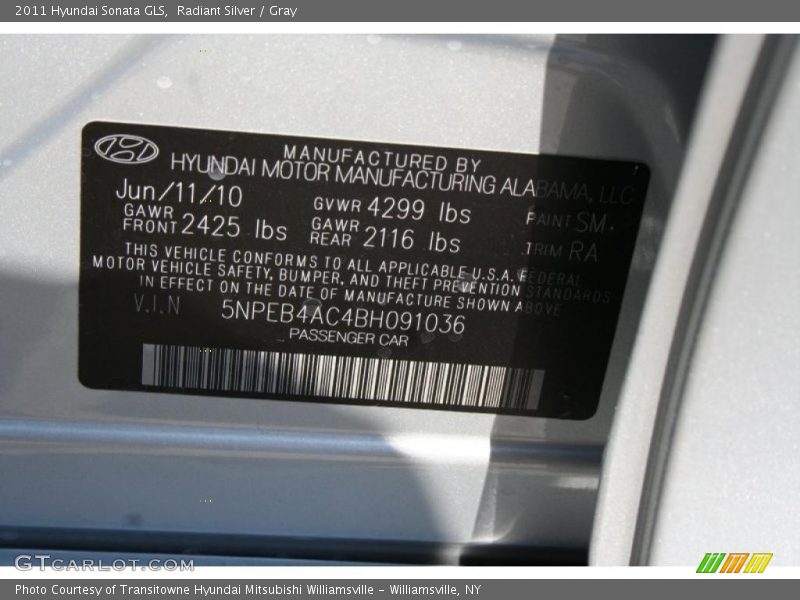 2011 Hyundai Sonata GLS,  Radiant Silver / Gray
MANUFACTURED BY
HYUNDAI MOTOR MANUFACTURING ALABAMA, LLC
Jun/11/10 GVWR 4299 lbs PAINT SM.
GAWR FRONT 2425 lbs GAWR REAR 2116 lbs TRIM RA
THIS VEHICLE CONFORMS TO ALL APPLICABLE U.S.A. FEDERAL
MOTOR VEHICLE SAFETY, BUMPER, AND THEFT PREVENTION STANDARDS
IN EFFECT ON THE DATE OF MANUFACTURE SHOWN ABOVE
V.I.N 5NPEB4AC4BH091036
PASSENGER CAR
GTCARLOT.COM
Photo Courtesy of Transitowne Hyundai Mitsubishi Williamsville - Williamsville, NY